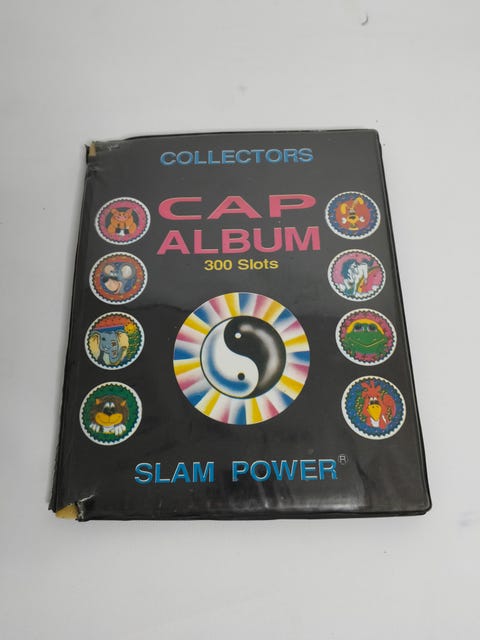 COLLECTORS
CAP
ALBUM
300 Slots
SLAM POWER®